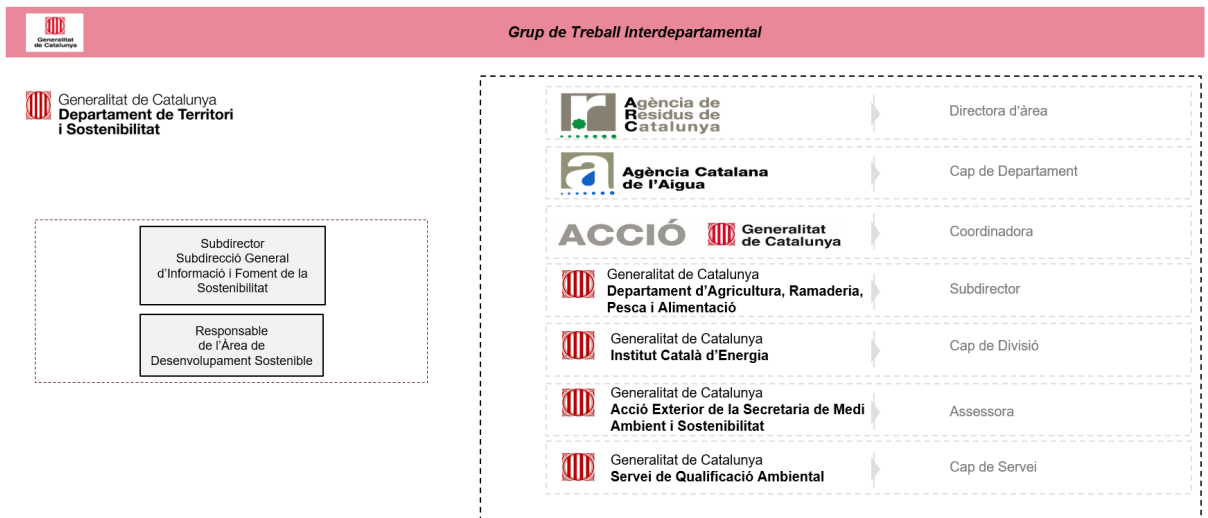 Generalitat
de Catalunya
Grup de Treball Interdepartamental
Generalitat de Catalunya
Departament de Territori
i Sostenibilitat
Subdirector
Subdirecció General
d’Informació i Foment de la
Sostenibilitat
Responsable
de l’Àrea de
Desenvolupament Sostenible
Agència de
Residus de
Catalunya
Directora d’àrea
Agència Catalana
de l’Aigua
Cap de Departament
ACCIÓ
Generalitat
de Catalunya
Coordinadora
Generalitat de Catalunya
Departament d’Agricultura, Ramaderia,
Pesca i Alimentació
Subdirector
Generalitat de Catalunya
Institut Català d’Energia
Cap de Divisió
Generalitat de Catalunya
Acció Exterior de la Secretaria de Medi
Ambient i Sostenibilitat
Assessora
Generalitat de Catalunya
Servei de Qualificació Ambiental
Cap de Servei